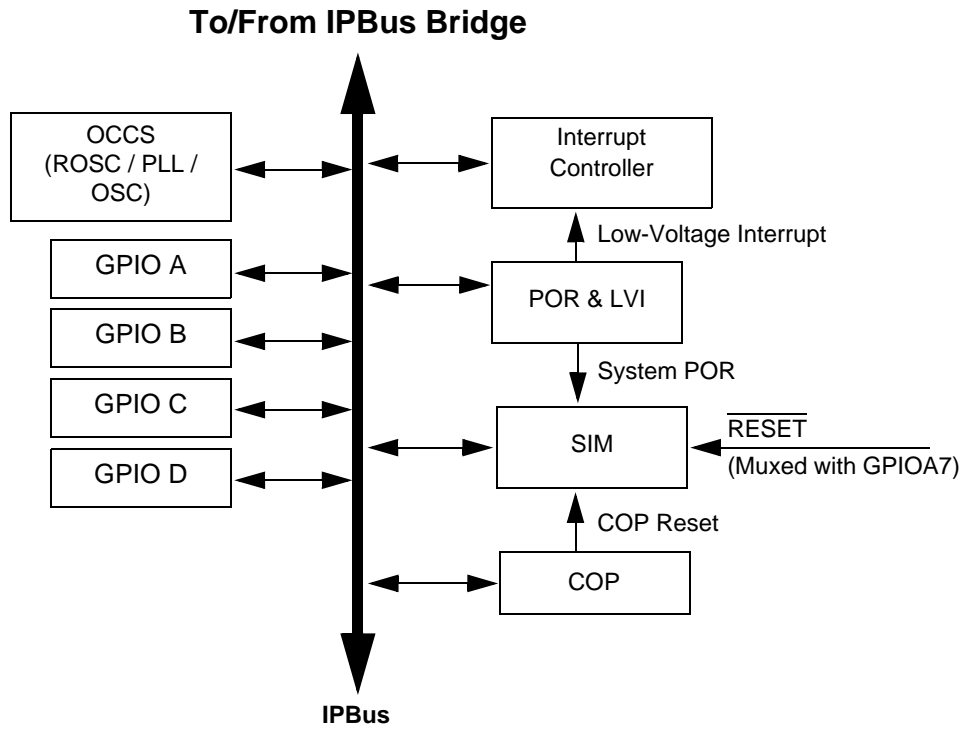 To/From IPBus Bridge
OCCS
(ROSC / PLL /
OSC)
GPIO A
GPIO B
GPIO C
GPIO D
Interrupt
Controller
Low-Voltage Interrupt
POR & LVI
System POR
SIM
RESET
(Muxed with GPIOA7)
COP Reset
COP
IPBus